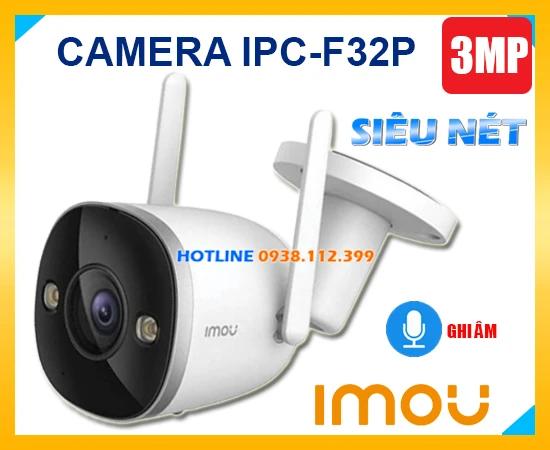 CAMERA IPC-F32P
3MP
SIÊU NÉT
HOTLINE 0938.112.399
imou
GHI ÂM
imou